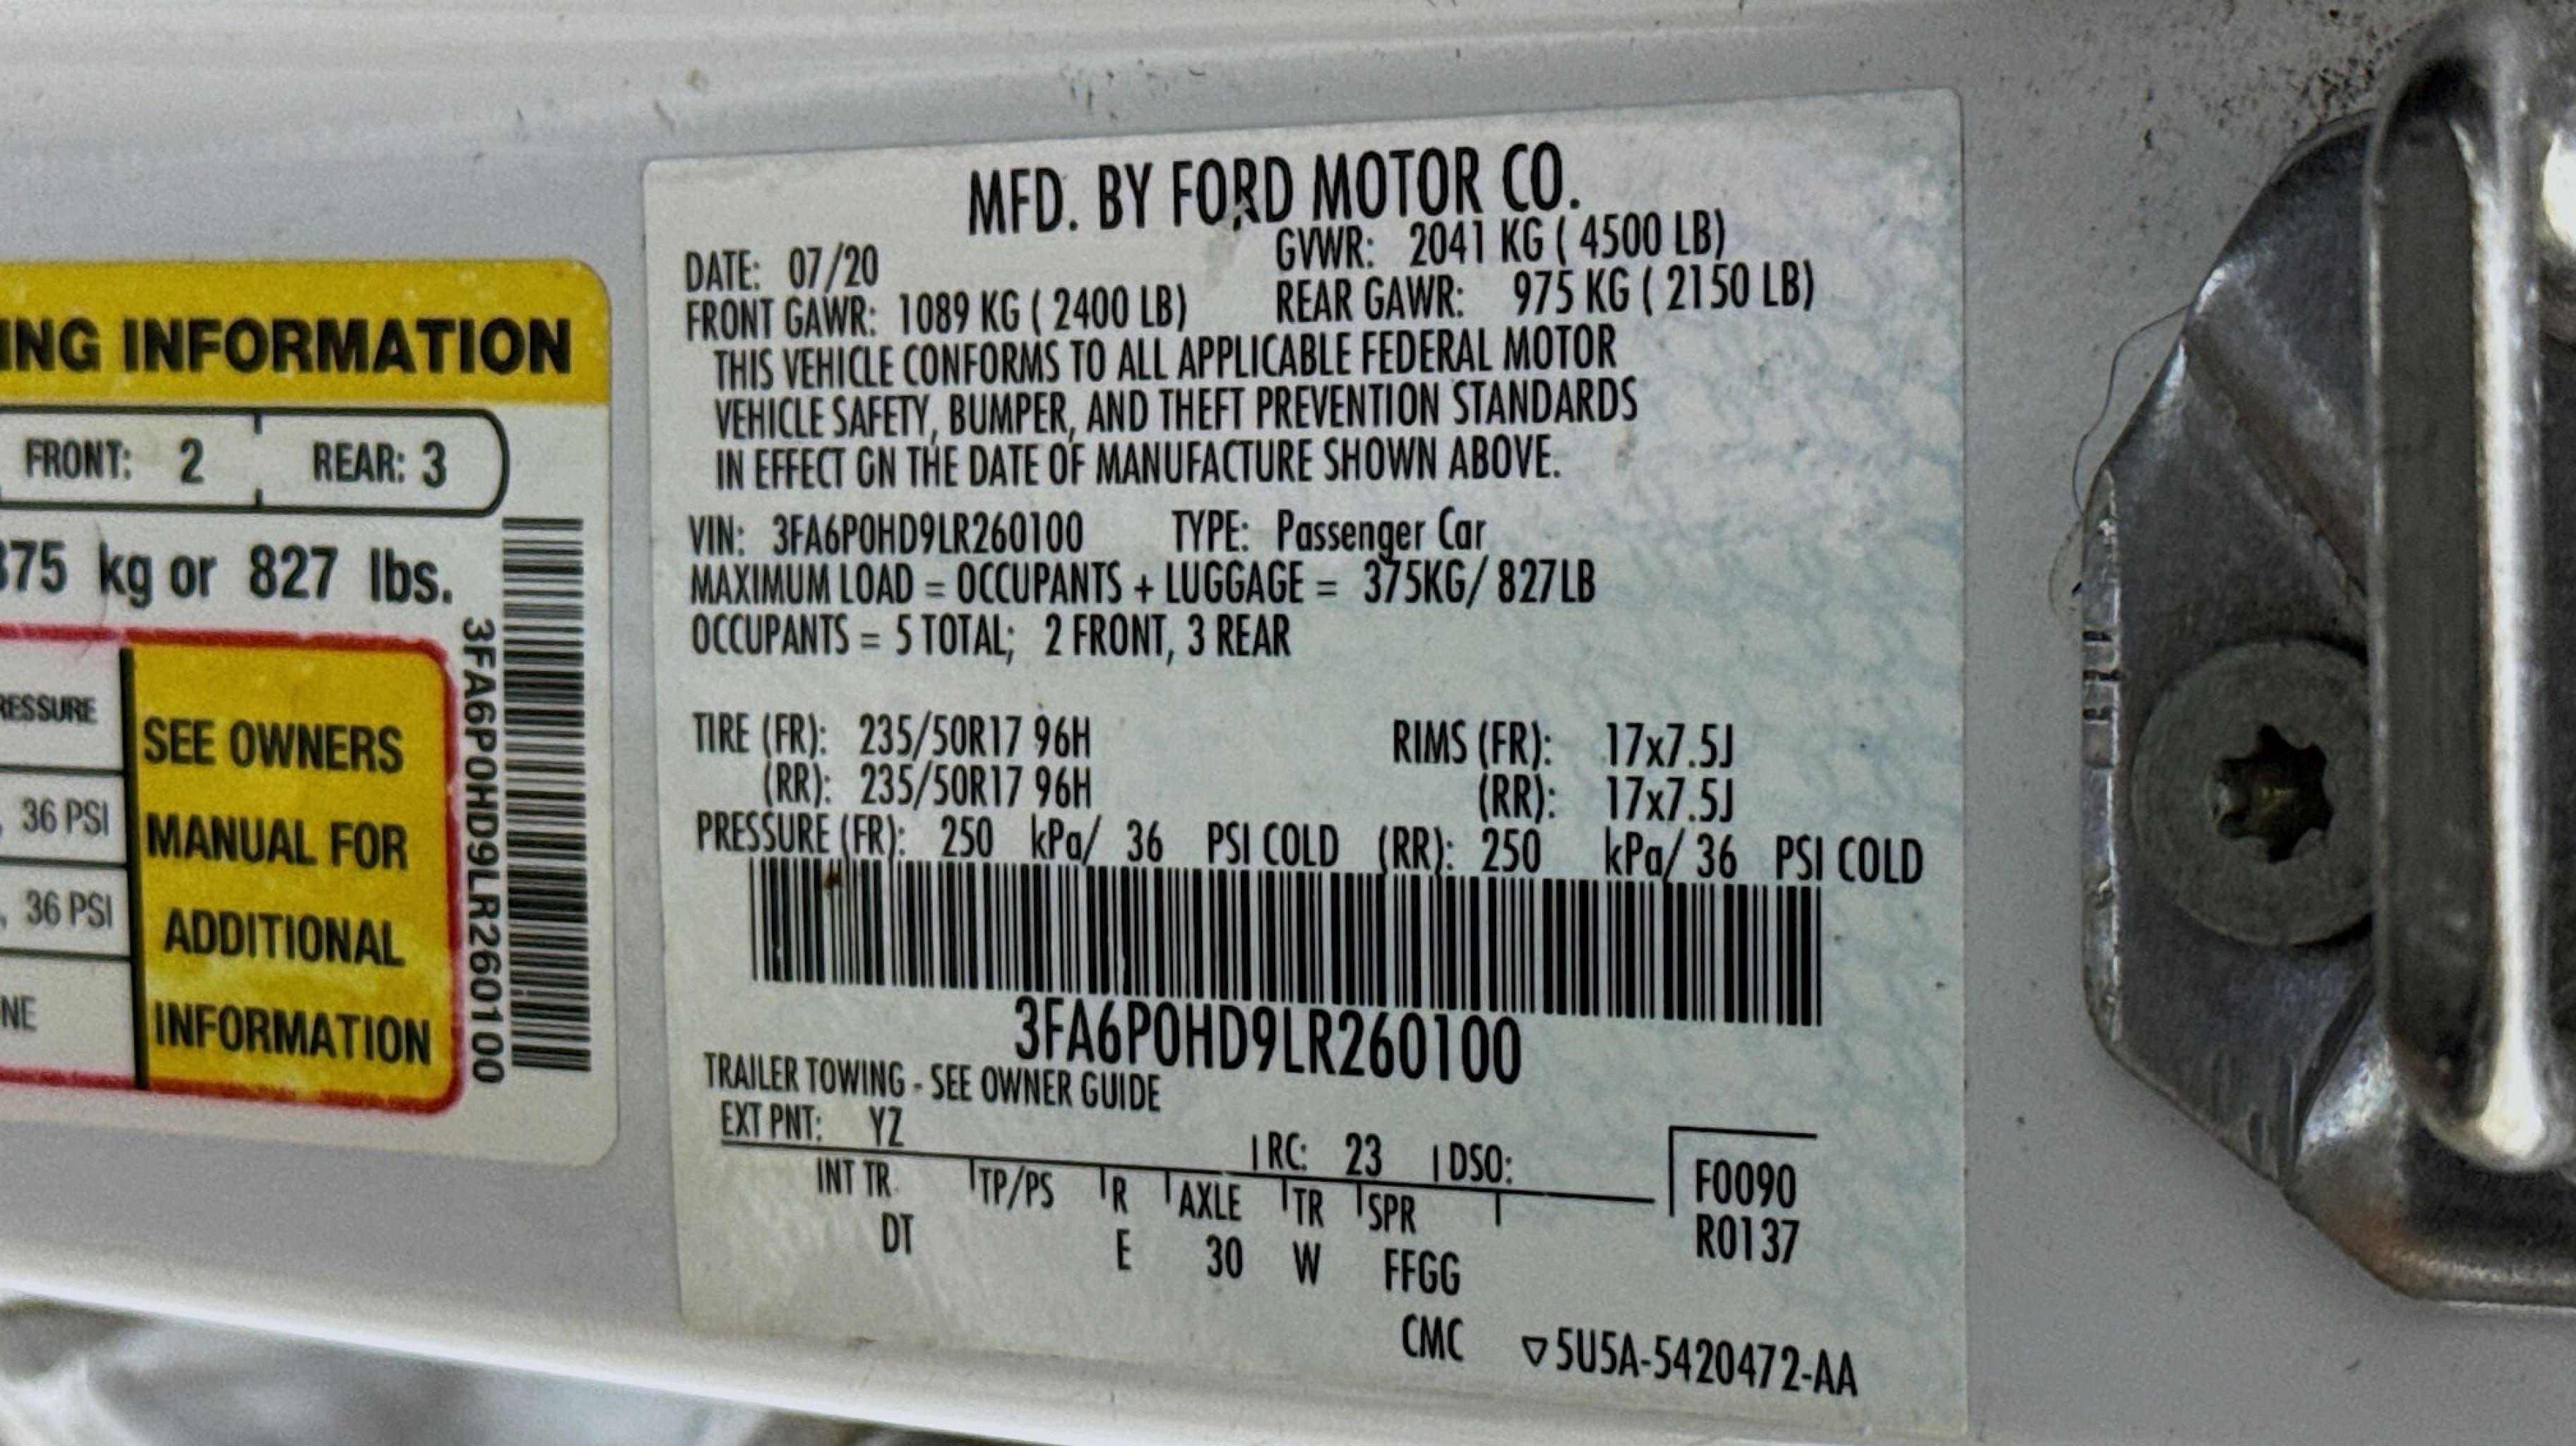 ING INFORMATION
FRONT: 2 REAR: 3
375 kg or 827 lbs.
RESSURE
, 36 PSI
, 36 PSI
NE
SEE OWNERS
MANUAL FOR
ADDITIONAL
INFORMATION
3FA6P0HD9LR260100
MFD. BY FORD MOTOR CO.
DATE: 07/20 GVWR: 2041 KG ( 4500 LB)
FRONT GAWR: 1089 KG ( 2400 LB) REAR GAWR: 975 KG ( 2150 LB)
THIS VEHICLE CONFORMS TO ALL APPLICABLE FEDERAL MOTOR
VEHICLE SAFETY, BUMPER, AND THEFT PREVENTION STANDARDS
IN EFFECT ON THE DATE OF MANUFACTURE SHOWN ABOVE.
VIN: 3FA6P0HD9LR260100 TYPE: Passenger Car
MAXIMUM LOAD = OCCUPANTS + LUGGAGE = 375KG/ 827LB
OCCUPANTS = 5 TOTAL; 2 FRONT, 3 REAR
TIRE (FR): 235/50R17 96H RIMS (FR): 17x7.5J
(RR): 235/50R17 96H (RR): 17x7.5J
PRESSURE (FR): 250 kPa/ 36 PSI COLD (RR): 250 kPa/ 36 PSI COLD
3FA6P0HD9LR260100
TRAILER TOWING - SEE OWNER GUIDE
EXT PNT: YZ RC: 23 DSO:
INT TR TP/PS R AXLE TR SPR
DT E 30 W FFGG
F0090
R0137
CMC ▽5U5A-5420472-AA